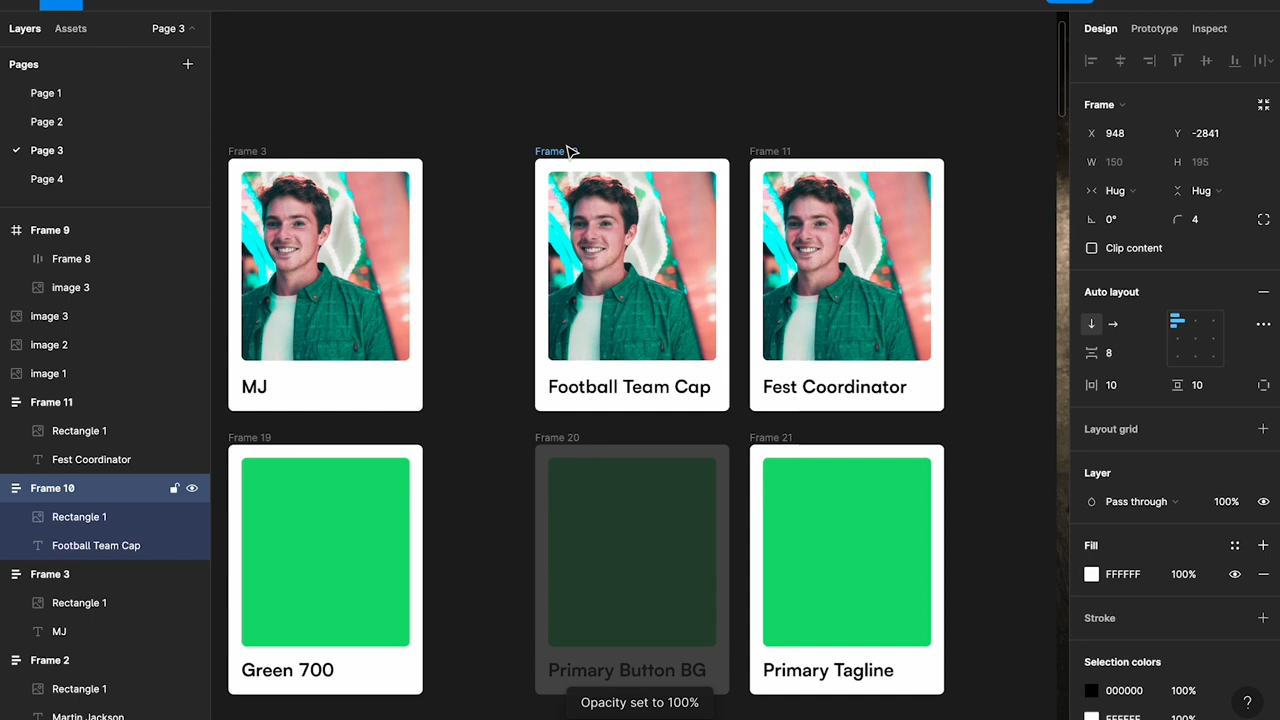 Layers Assets Page 3
Pages
Page 1
Page 2
Page 3
Page 4
Frame 9
Frame 8
image 3
image 3
image 2
image 1
Frame 11
Rectangle 1
Fest Coordinator
Frame 10
Rectangle 1
Football Team Cap
Frame 3
Rectangle 1
MJ
Frame 2
Rectangle 1
Martin Jackson
Frame 3
MJ
Frame
Football Team Cap
Frame 11
Fest Coordinator
Frame 19
Green 700
Frame 20
Primary Button BG
Frame 21
Primary Tagline
Opacity set to 100%
Design Prototype Inspect
Frame
X 948 Y -2841
W 150 H 195
Hug Hug
0° 4
Clip content
Auto layout
8
10 10
Layout grid
Layer
Pass through 100%
Fill
FFFFFF 100%
Stroke
Selection colors
000000 100%
FFFFFF 100%
?